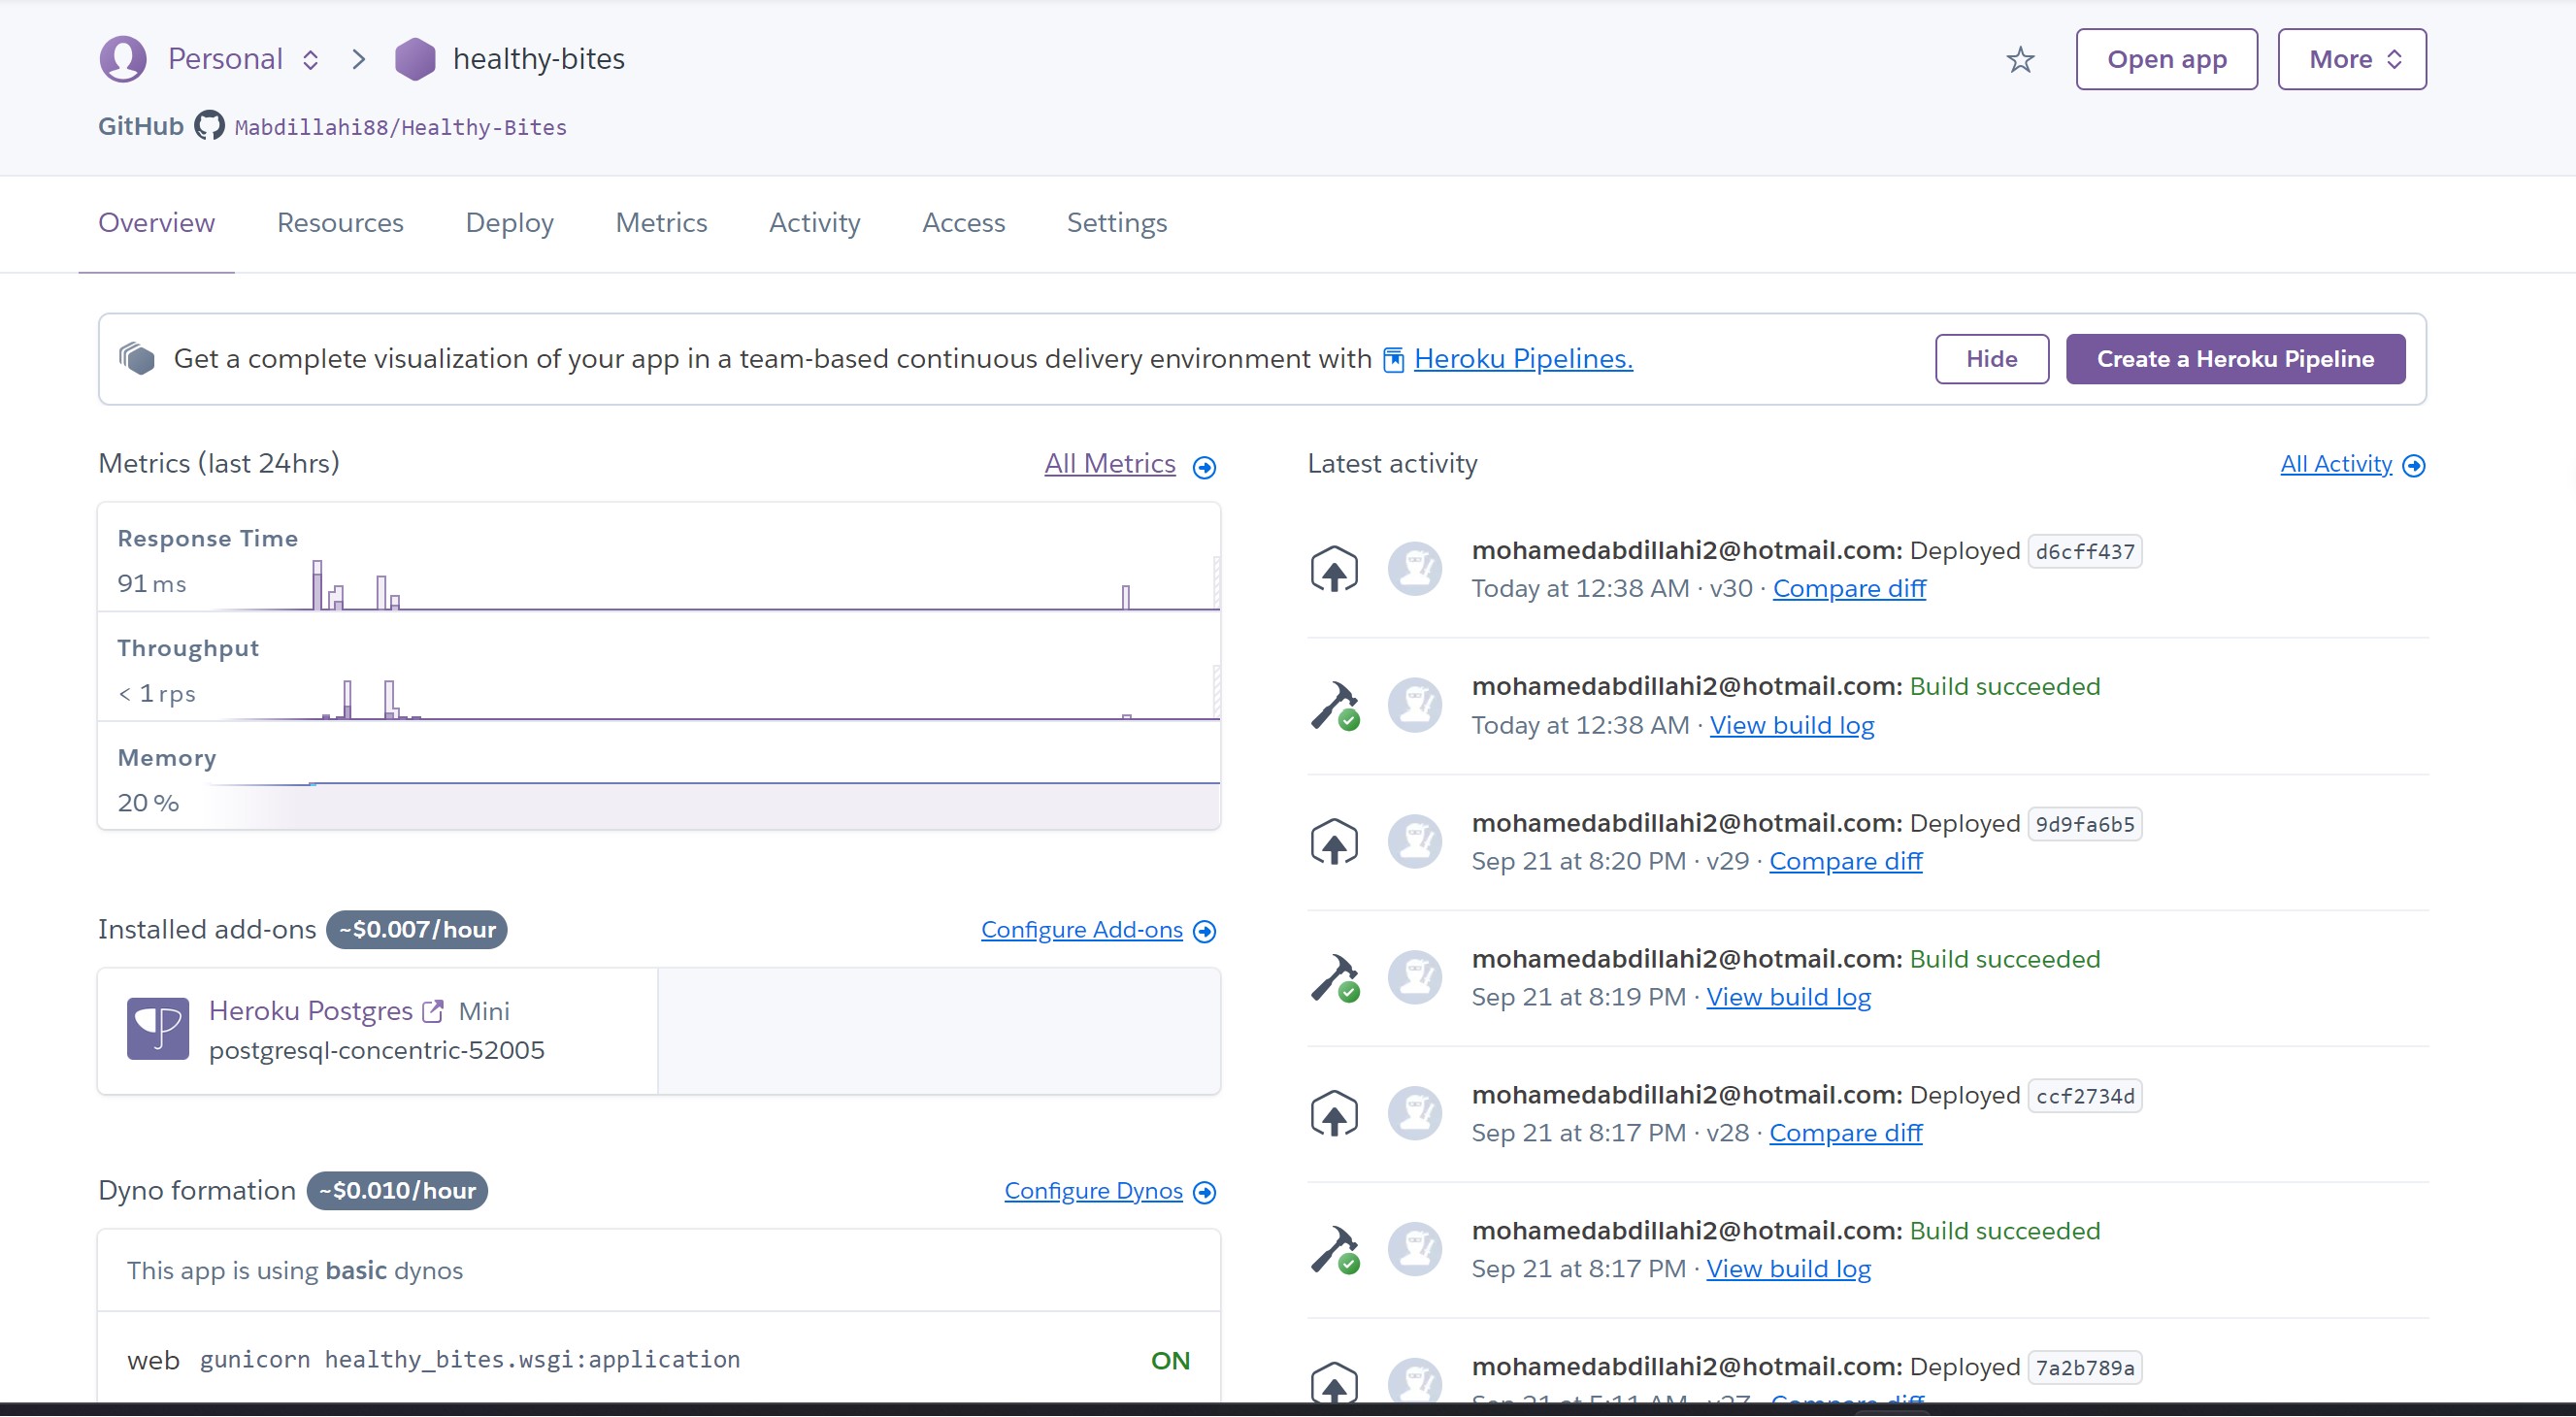 Personal
healthy-bites
Open app
More
GitHub Mabdillahi88/Healthy-Bites
Overview
Resources
Deploy
Metrics
Activity
Access
Settings
Get a complete visualization of your app in a team-based continuous delivery environment with Heroku Pipelines.
Hide
Create a Heroku Pipeline
Metrics (last 24hrs)
All Metrics
Response Time
91 ms
Throughput
< 1 rps
Memory
20 %
Installed add-ons ~$0.007/hour
Configure Add-ons
Heroku Postgres Mini
postgresql-concentric-52005
Dyno formation ~$0.010/hour
Configure Dynos
This app is using basic dynos
web gunicorn healthy_bites.wsgi:application
ON
Latest activity
All Activity
mohamedabdillahi2@hotmail.com: Deployed d6cff437
Today at 12:38 AM · v30 · Compare diff
mohamedabdillahi2@hotmail.com: Build succeeded
Today at 12:38 AM · View build log
mohamedabdillahi2@hotmail.com: Deployed 9d9fa6b5
Sep 21 at 8:20 PM · v29 · Compare diff
mohamedabdillahi2@hotmail.com: Build succeeded
Sep 21 at 8:19 PM · View build log
mohamedabdillahi2@hotmail.com: Deployed ccf2734d
Sep 21 at 8:17 PM · v28 · Compare diff
mohamedabdillahi2@hotmail.com: Build succeeded
Sep 21 at 8:17 PM · View build log
mohamedabdillahi2@hotmail.com: Deployed 7a2b789a
Sep 21 at 5:11 AM · v27 · Compare diff